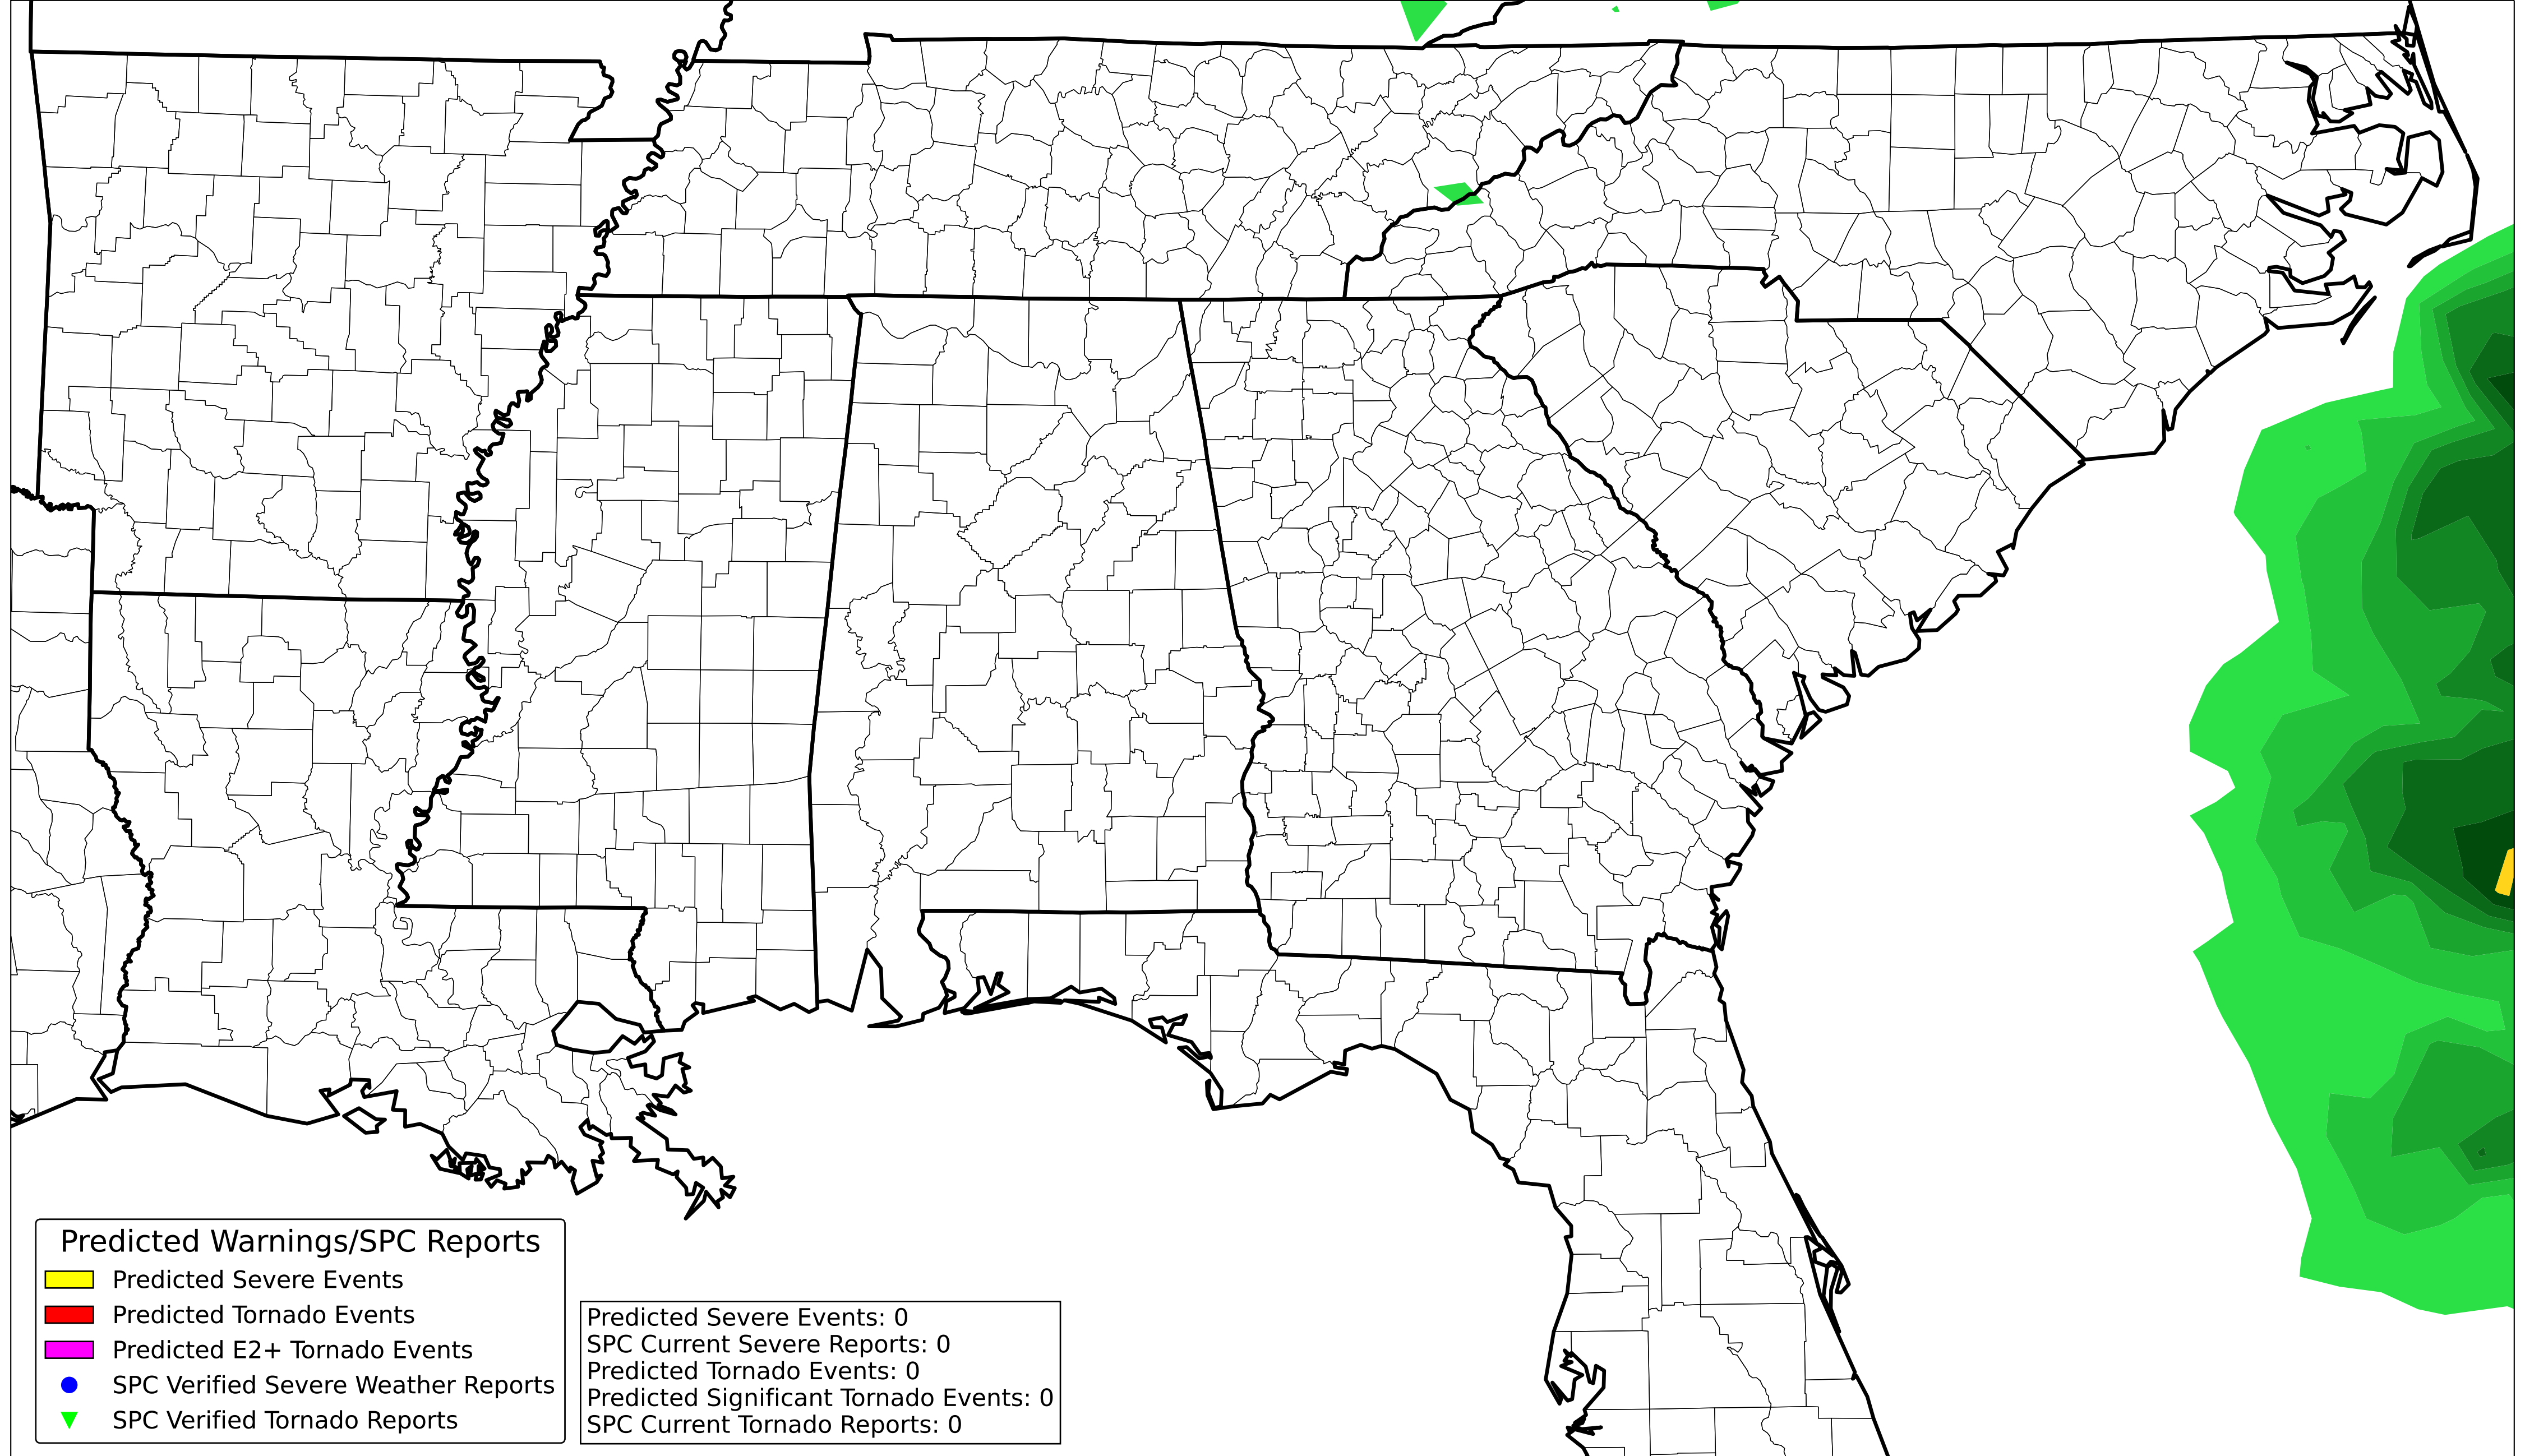 Predicted Warnings/SPC Reports
Predicted Severe Events
Predicted Tornado Events
Predicted E2+ Tornado Events
SPC Verified Severe Weather Reports
SPC Verified Tornado Reports
Predicted Severe Events: 0
SPC Current Severe Reports: 0
Predicted Tornado Events: 0
Predicted Significant Tornado Events: 0
SPC Current Tornado Reports: 0